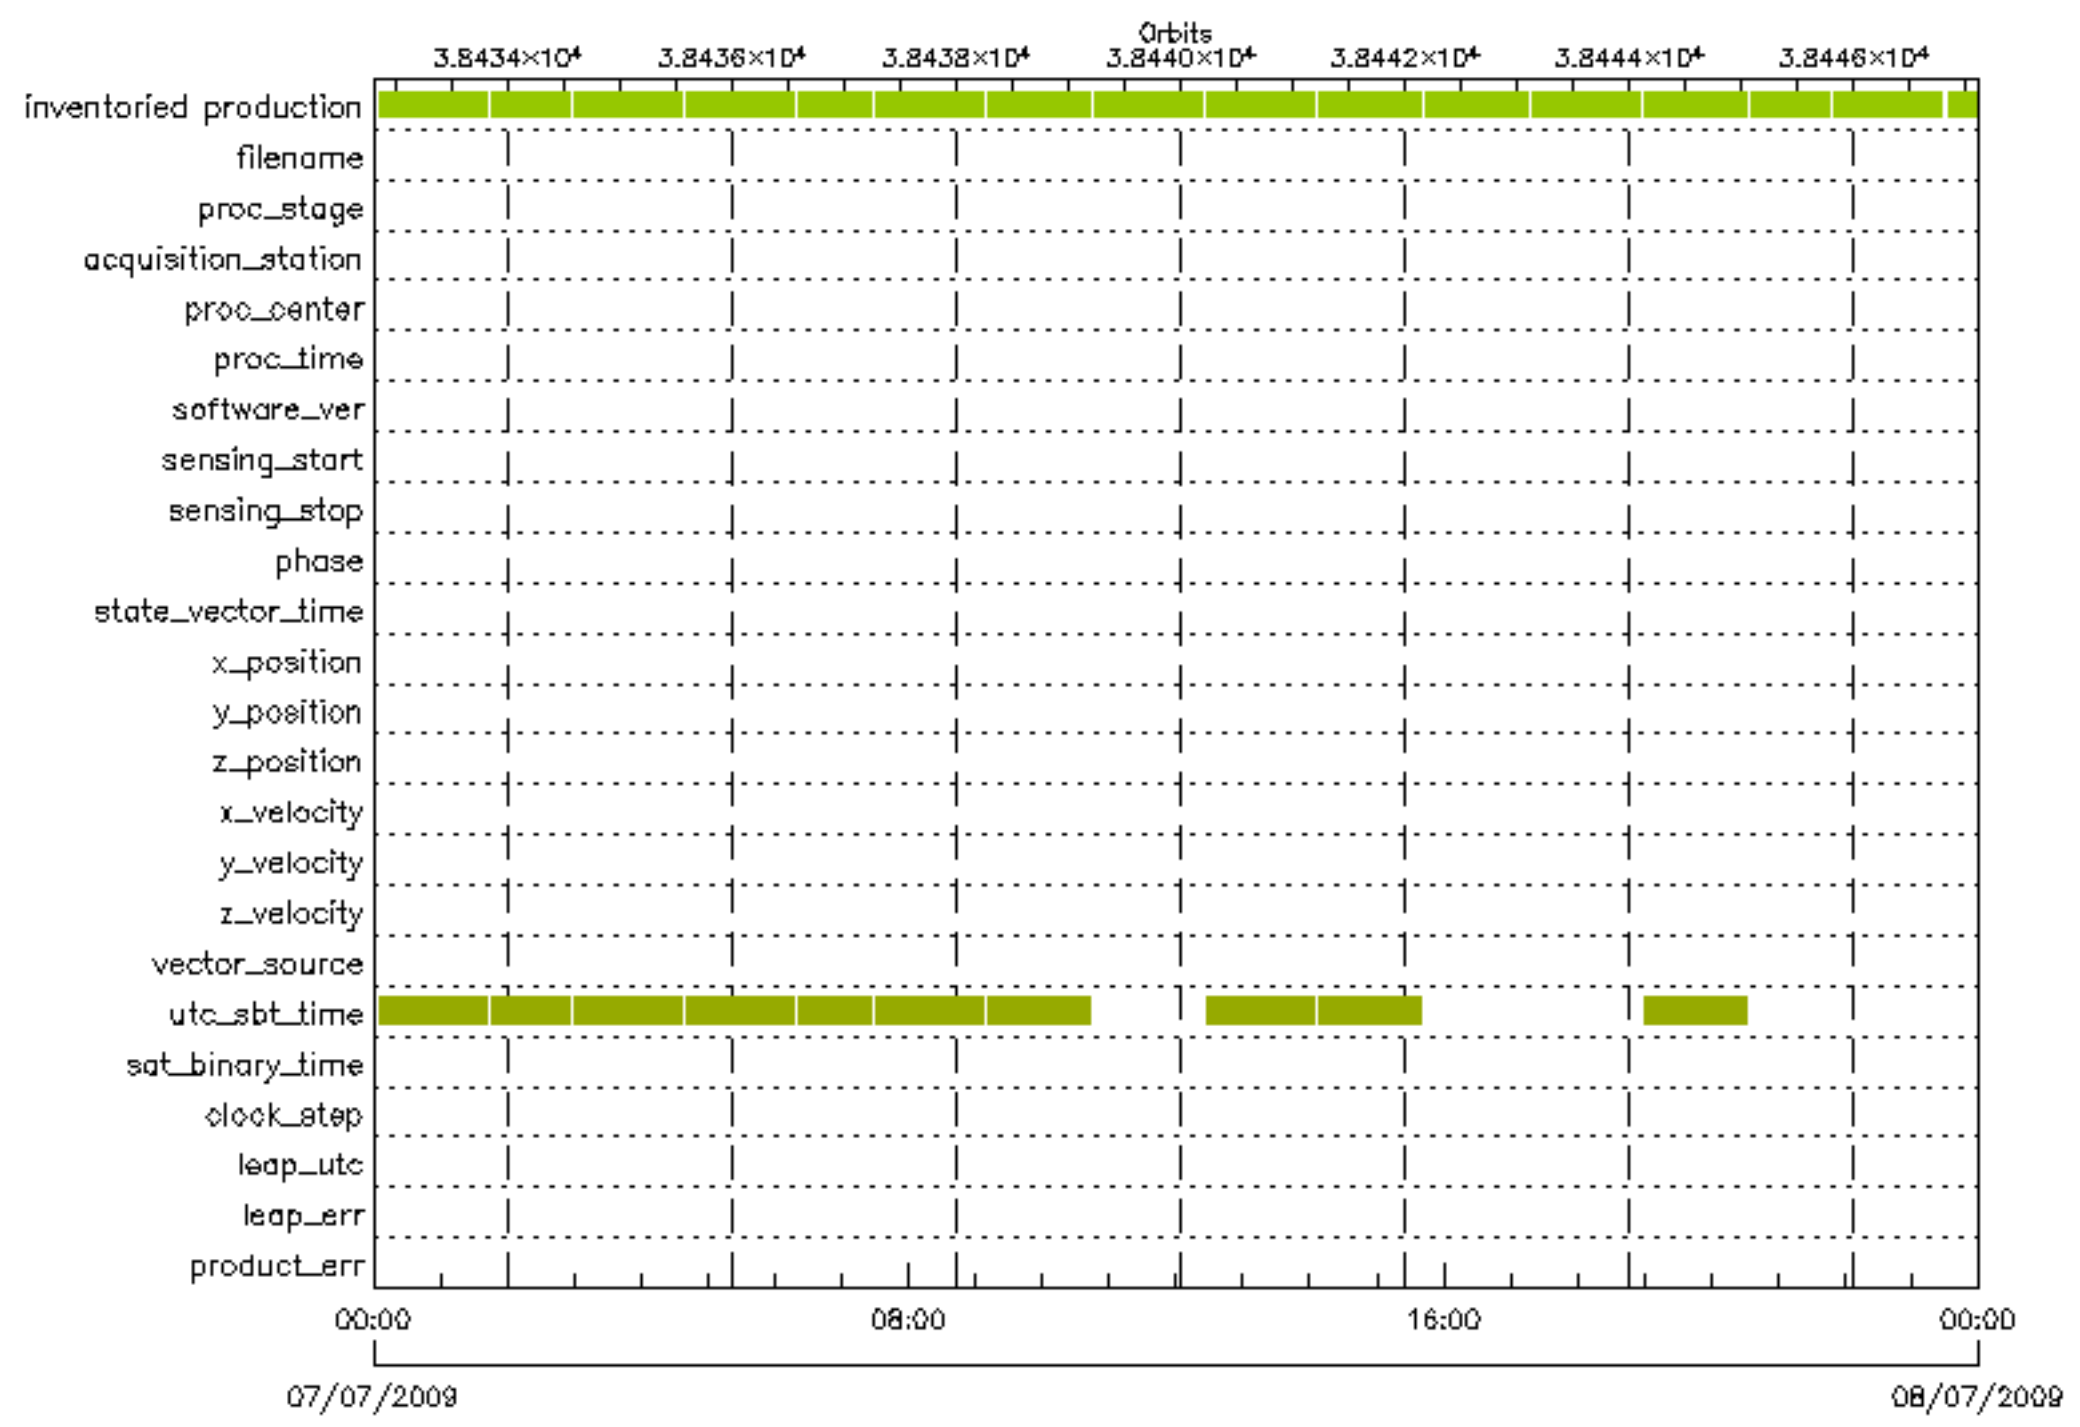 Orbits
3.8434×10⁴ 3.8436×10⁴ 3.8438×10⁴ 3.8440×10⁴ 3.8442×10⁴ 3.8444×10⁴ 3.8446×10⁴
inventoried production
filename
proc_stage
acquisition_station
proc_center
proc_time
software_ver
sensing_start
sensing_stop
phase
state_vector_time
x_position
y_position
z_position
x_velocity
y_velocity
z_velocity
vector_source
utc_sbt_time
sat_binary_time
clock_step
leap_utc
leap_err
product_err
00:00 08:00 16:00 00:00
07/07/2009 08/07/2009